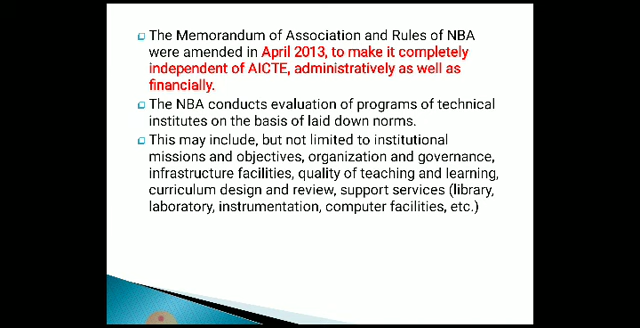 The Memorandum of Association and Rules of NBA
were amended in April 2013, to make it completely
independent of AICTE, administratively as well as
financially.
The NBA conducts evaluation of programs of technical
institutes on the basis of laid down norms.
This may include, but not limited to institutional
missions and objectives, organization and governance,
infrastructure facilities, quality of teaching and learning,
curriculum design and review, support services (library,
laboratory, instrumentation, computer facilities, etc.)